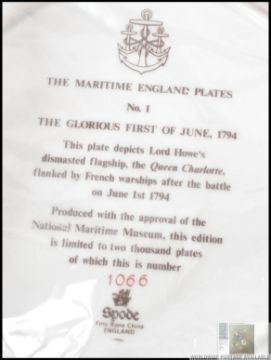 THE MARITIME ENGLAND PLATES
No. 1
THE GLORIOUS FIRST OF JUNE, 1794
This plate depicts Lord Howe's
dismasted flagship, the Queen Charlotte,
flanked by French warships after the battle
on June 1st 1794
Produced with the approval of the
National Maritime Museum, this edition
is limited to two thousand plates
of which this is number
1066
Spode
Fine Bone China
ENGLAND
WORLDWIDE POSTAGE AVAILABLE